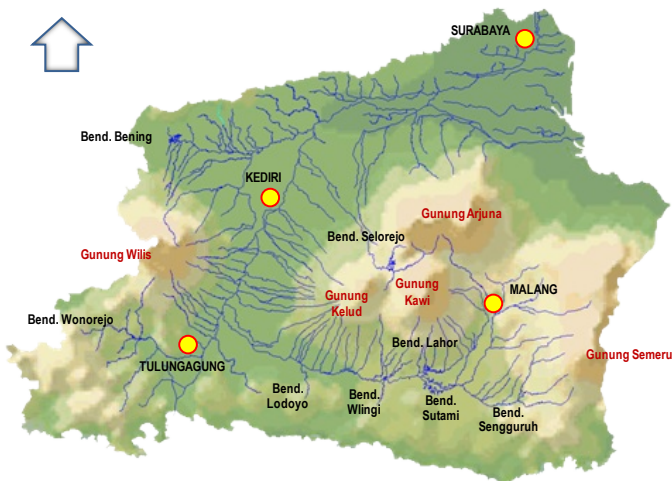 SURABAYA
Bend. Bening
KEDIRI
Gunung Arjuna
Bend. Selorejo
Gunung Wilis
Gunung
Kawi
MALANG
Gunung
Kelud
Bend. Wonorejo
Bend. Lahor
Gunung Semeru
TULUNGAGUNG
Bend.
Lodoyo
Bend.
Wlingi
Bend.
Sutami
Bend.
Sengguruh